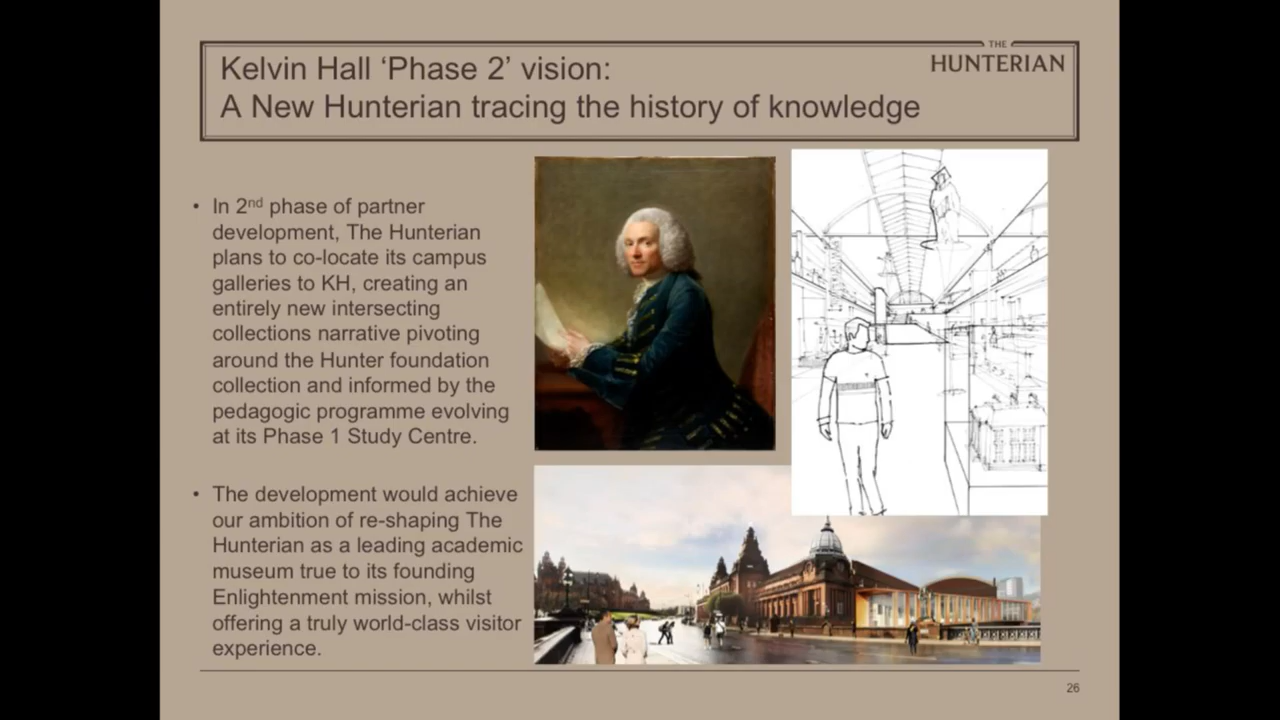 Kelvin Hall ‘Phase 2’ vision:
A New Hunterian tracing the history of knowledge
THE
HUNTERIAN
• In 2nd phase of partner
development, The Hunterian
plans to co-locate its campus
galleries to KH, creating an
entirely new intersecting
collections narrative pivoting
around the Hunter foundation
collection and informed by the
pedagogic programme evolving
at its Phase 1 Study Centre.
• The development would achieve
our ambition of re-shaping The
Hunterian as a leading academic
museum true to its founding
Enlightenment mission, whilst
offering a truly world-class visitor
experience.
26